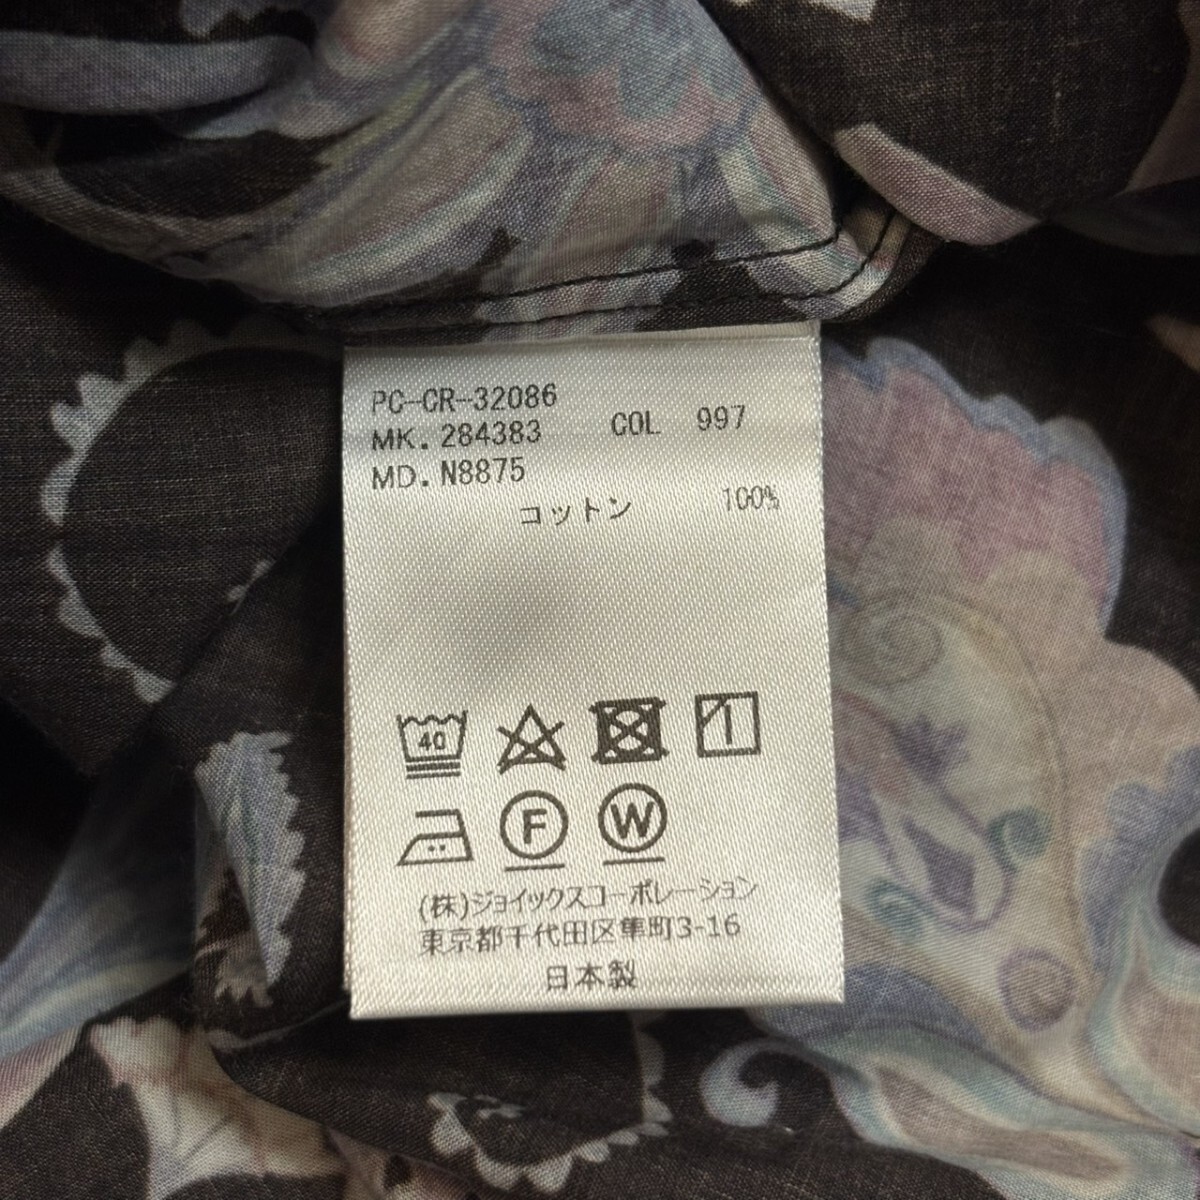 PC-CR-32086
MK. 284383 COL 997
MD. N8875
コットン 100%
40
F W
(株)ジョイックスコーポレーション
東京都千代田区隼町3-16
日本製